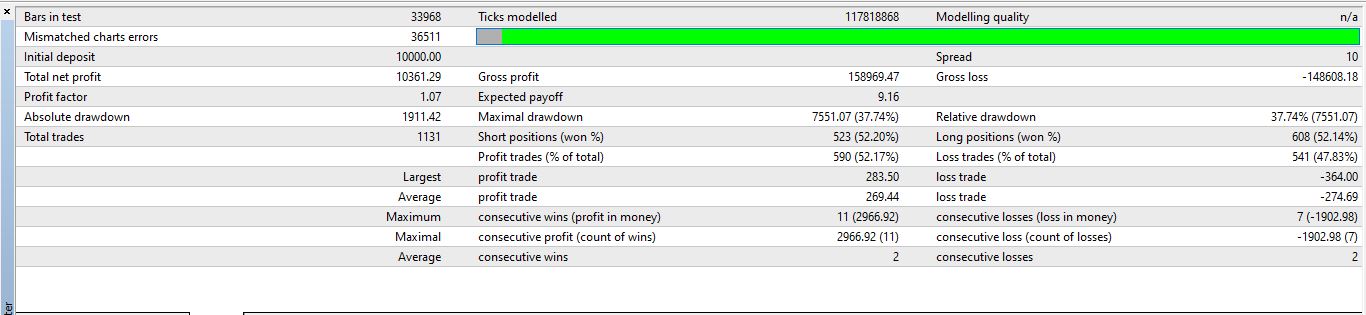 Bars in test 33968 Ticks modelled 117818868 Modelling quality n/a
Mismatched charts errors 36511
Initial deposit 10000.00 Spread 10
Total net profit 10361.29 Gross profit 158969.47 Gross loss -148608.18
Profit factor 1.07 Expected payoff 9.16
Absolute drawdown 1911.42 Maximal drawdown 7551.07 (37.74%) Relative drawdown 37.74% (7551.07)
Total trades 1131 Short positions (won %) 523 (52.20%) Long positions (won %) 608 (52.14%)
Profit trades (% of total) 590 (52.17%) Loss trades (% of total) 541 (47.83%)
Largest profit trade 283.50 loss trade -364.00
Average profit trade 269.44 loss trade -274.69
Maximum consecutive wins (profit in money) 11 (2966.92) consecutive losses (loss in money) 7 (-1902.98)
Maximal consecutive profit (count of wins) 2966.92 (11) consecutive loss (count of losses) -1902.98 (7)
Average consecutive wins 2 consecutive losses 2